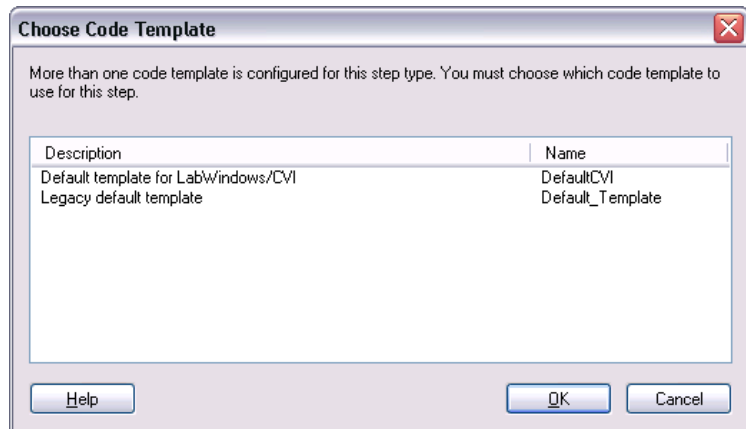 Choose Code Template
More than one code template is configured for this step type. You must choose which code template to
use for this step.
Description Name
Default template for LabWindows/CVI DefaultCVI
Legacy default template Default_Template
Help OK Cancel